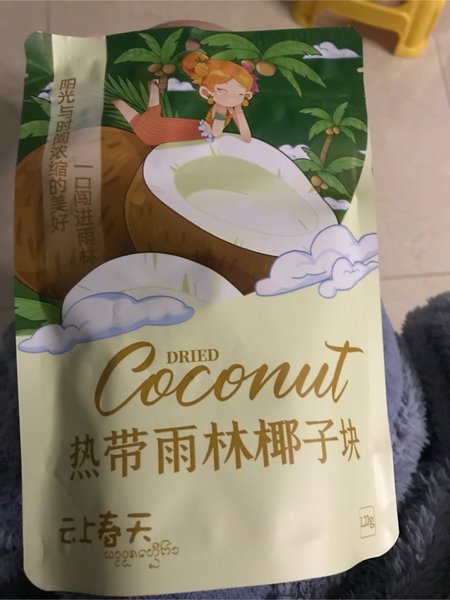 阳光与时间浓缩的美好
一口闯进雨林
DRIED
Coconut
热带雨林椰子块
云上春天
120g